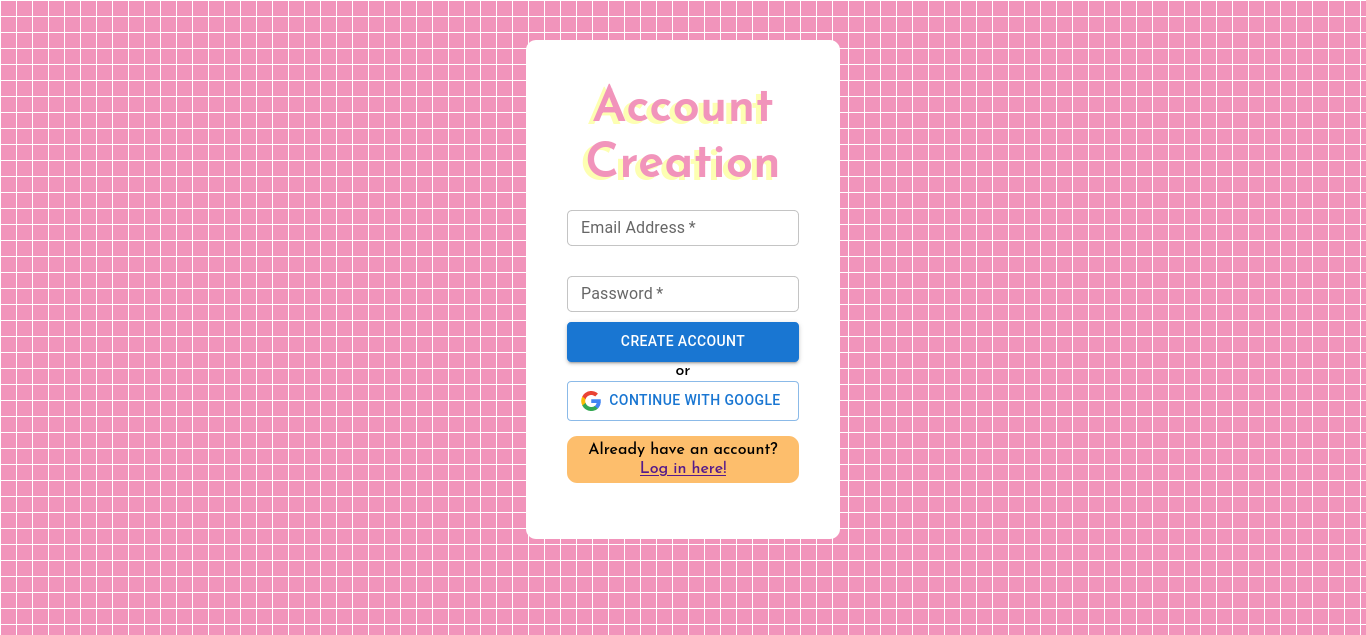 Account
Creation
Email Address *
Password *
CREATE ACCOUNT
or
CONTINUE WITH GOOGLE
Already have an account?
Log in here!